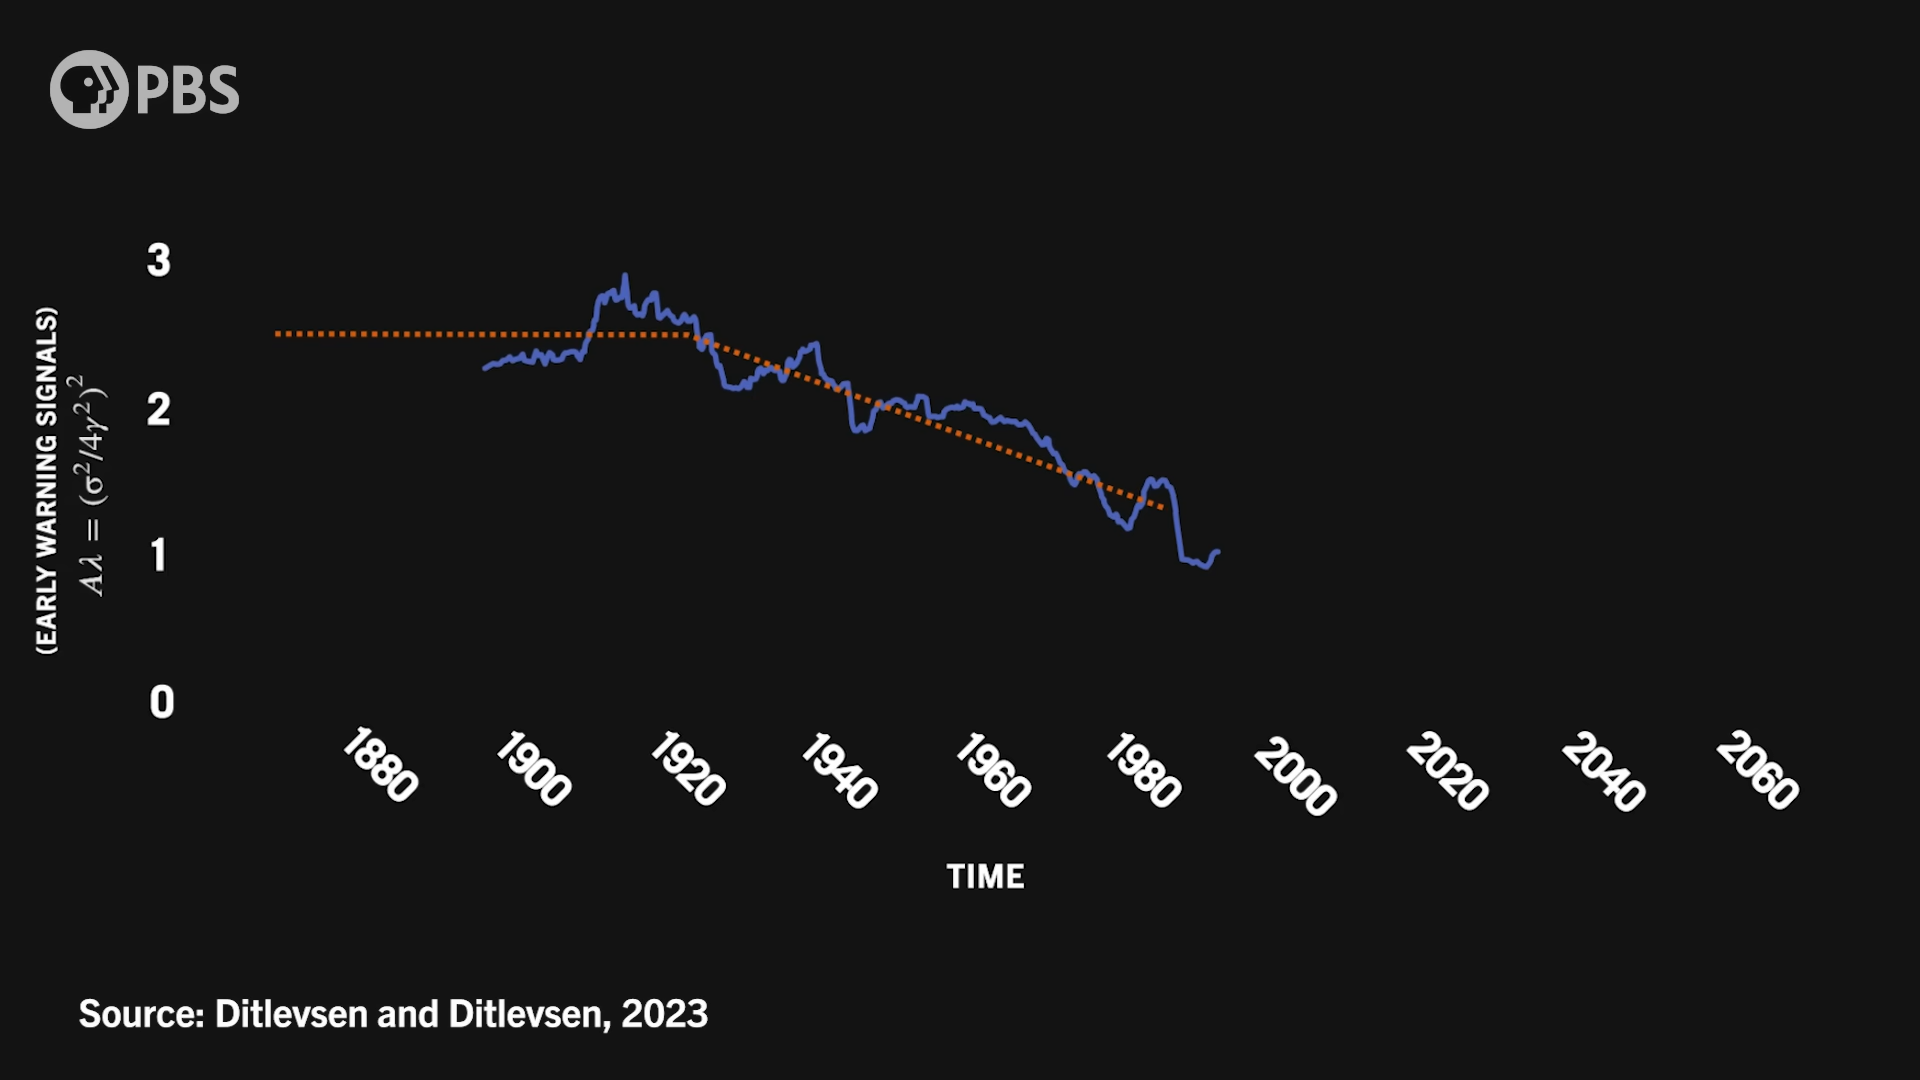 PBS
(EARLY WARNING SIGNALS)
Aλ = (σ²/4γ²)²
3
2
1
0
1880
1900
1920
1940
1960
1980
2000
2020
2040
2060
TIME
Source: Ditlevsen and Ditlevsen, 2023